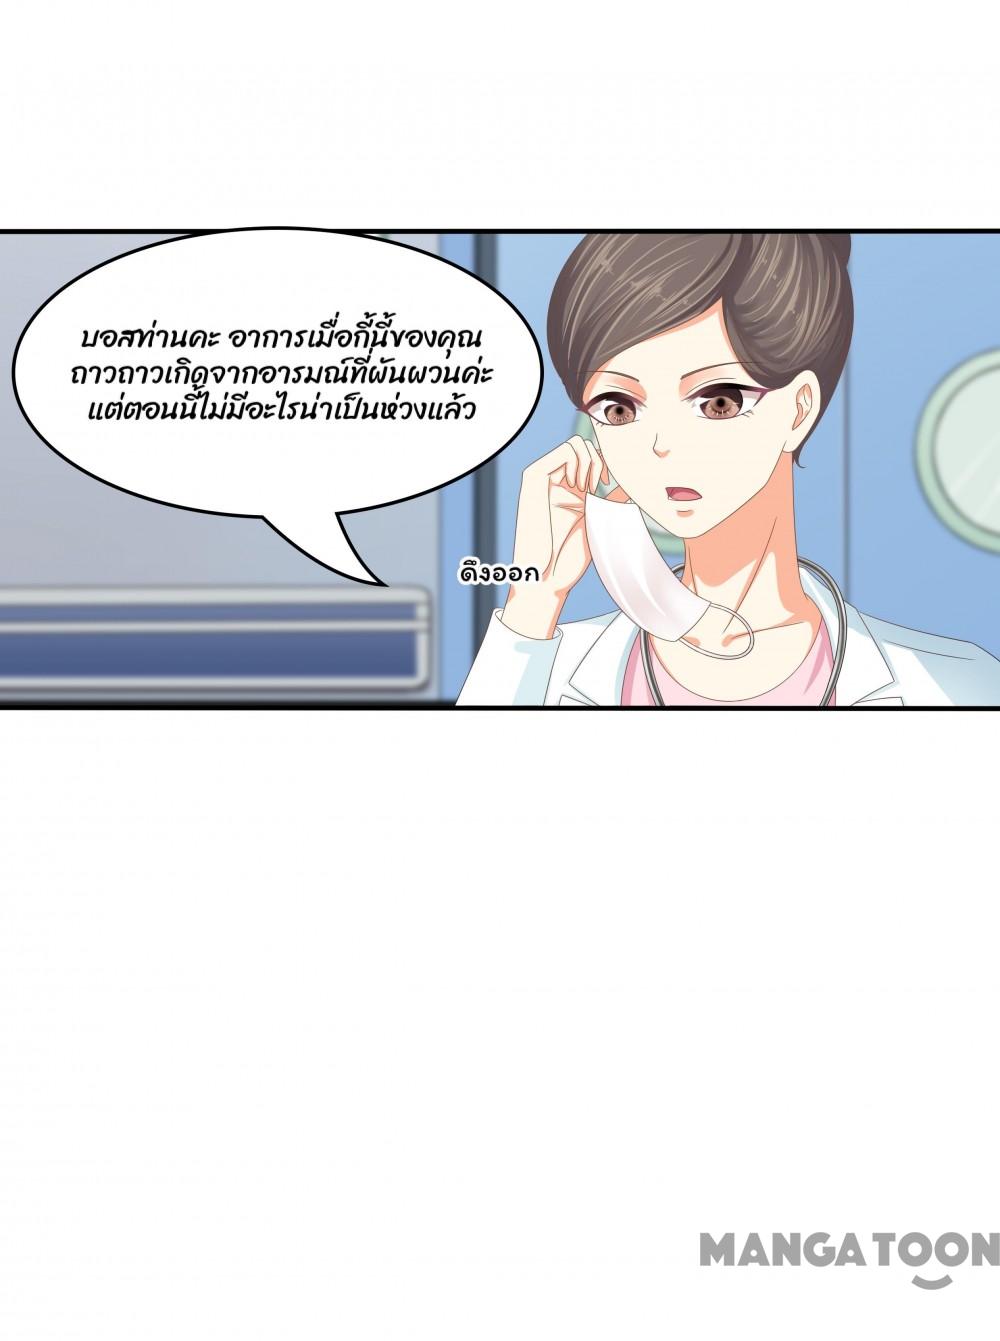 บอสท่านคะ อาการเมื่อกี้นี้ของคุณ
ถาวถาวเกิดจากอารมณ์ที่ผันผวนค่ะ
แต่ตอนนี้ไม่มีอะไรน่าเป็นห่วงแล้ว
ดึงออก
MANGATOON